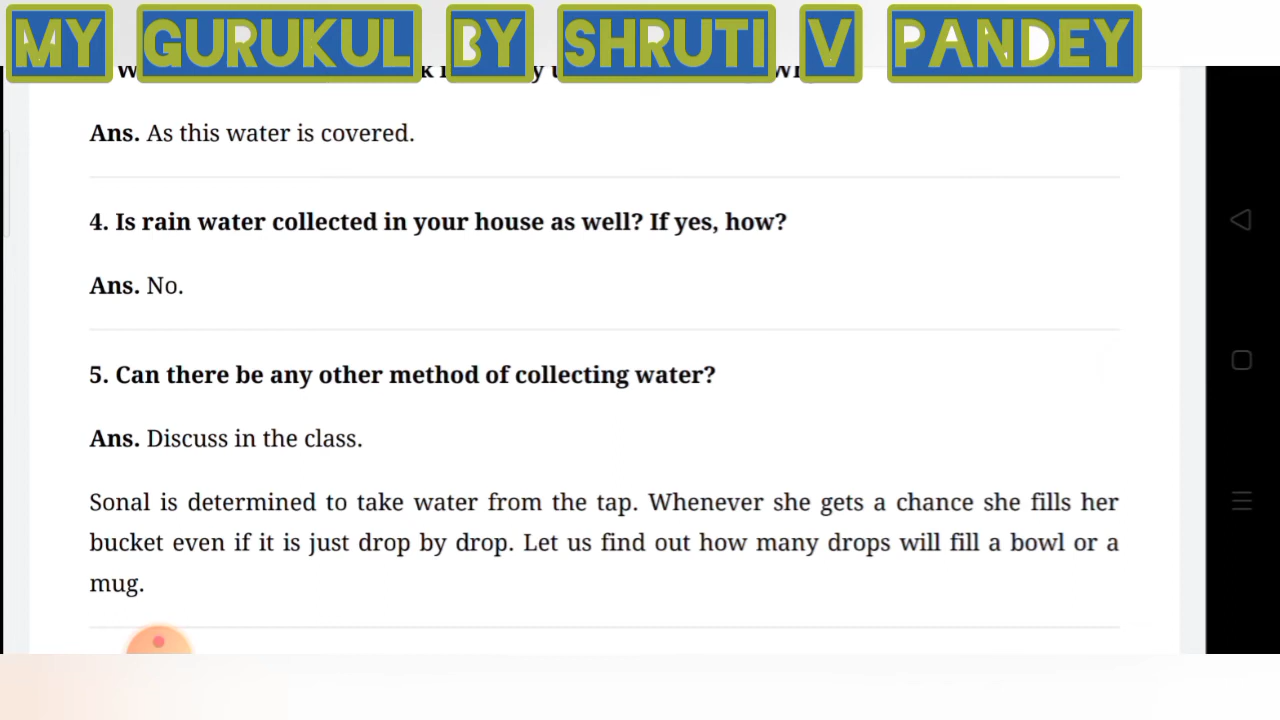 MY GURUKUL BY SHRUTI V PANDEY
Ans. As this water is covered.
4. Is rain water collected in your house as well? If yes, how?
Ans. No.
5. Can there be any other method of collecting water?
Ans. Discuss in the class.
Sonal is determined to take water from the tap. Whenever she gets a chance she fills her
bucket even if it is just drop by drop. Let us find out how many drops will fill a bowl or a
mug.